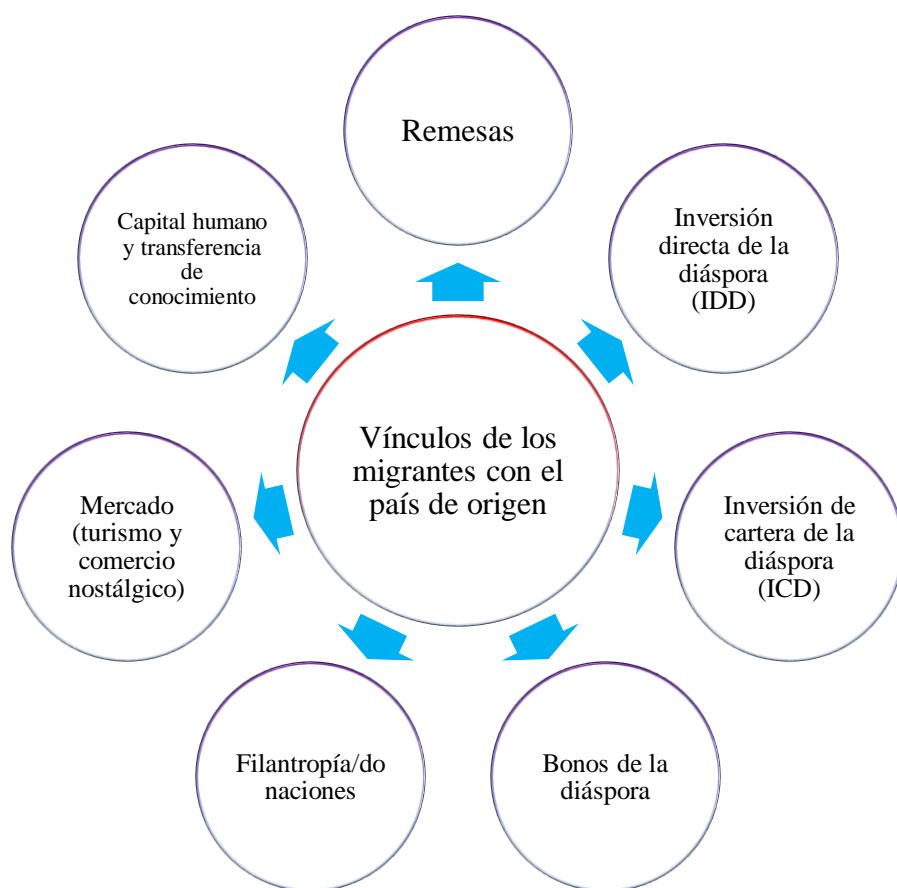 Remesas
Capital humano
y transferencia
de
conocimiento
Inversión
directa de la
diáspora
(IDD)
Vínculos de los
migrantes con el
país de origen
Mercado
(turismo y
comercio
nostálgico)
Inversión de
cartera de la
diáspora
(ICD)
Filantropía/do
naciones
Bonos de la
diáspora